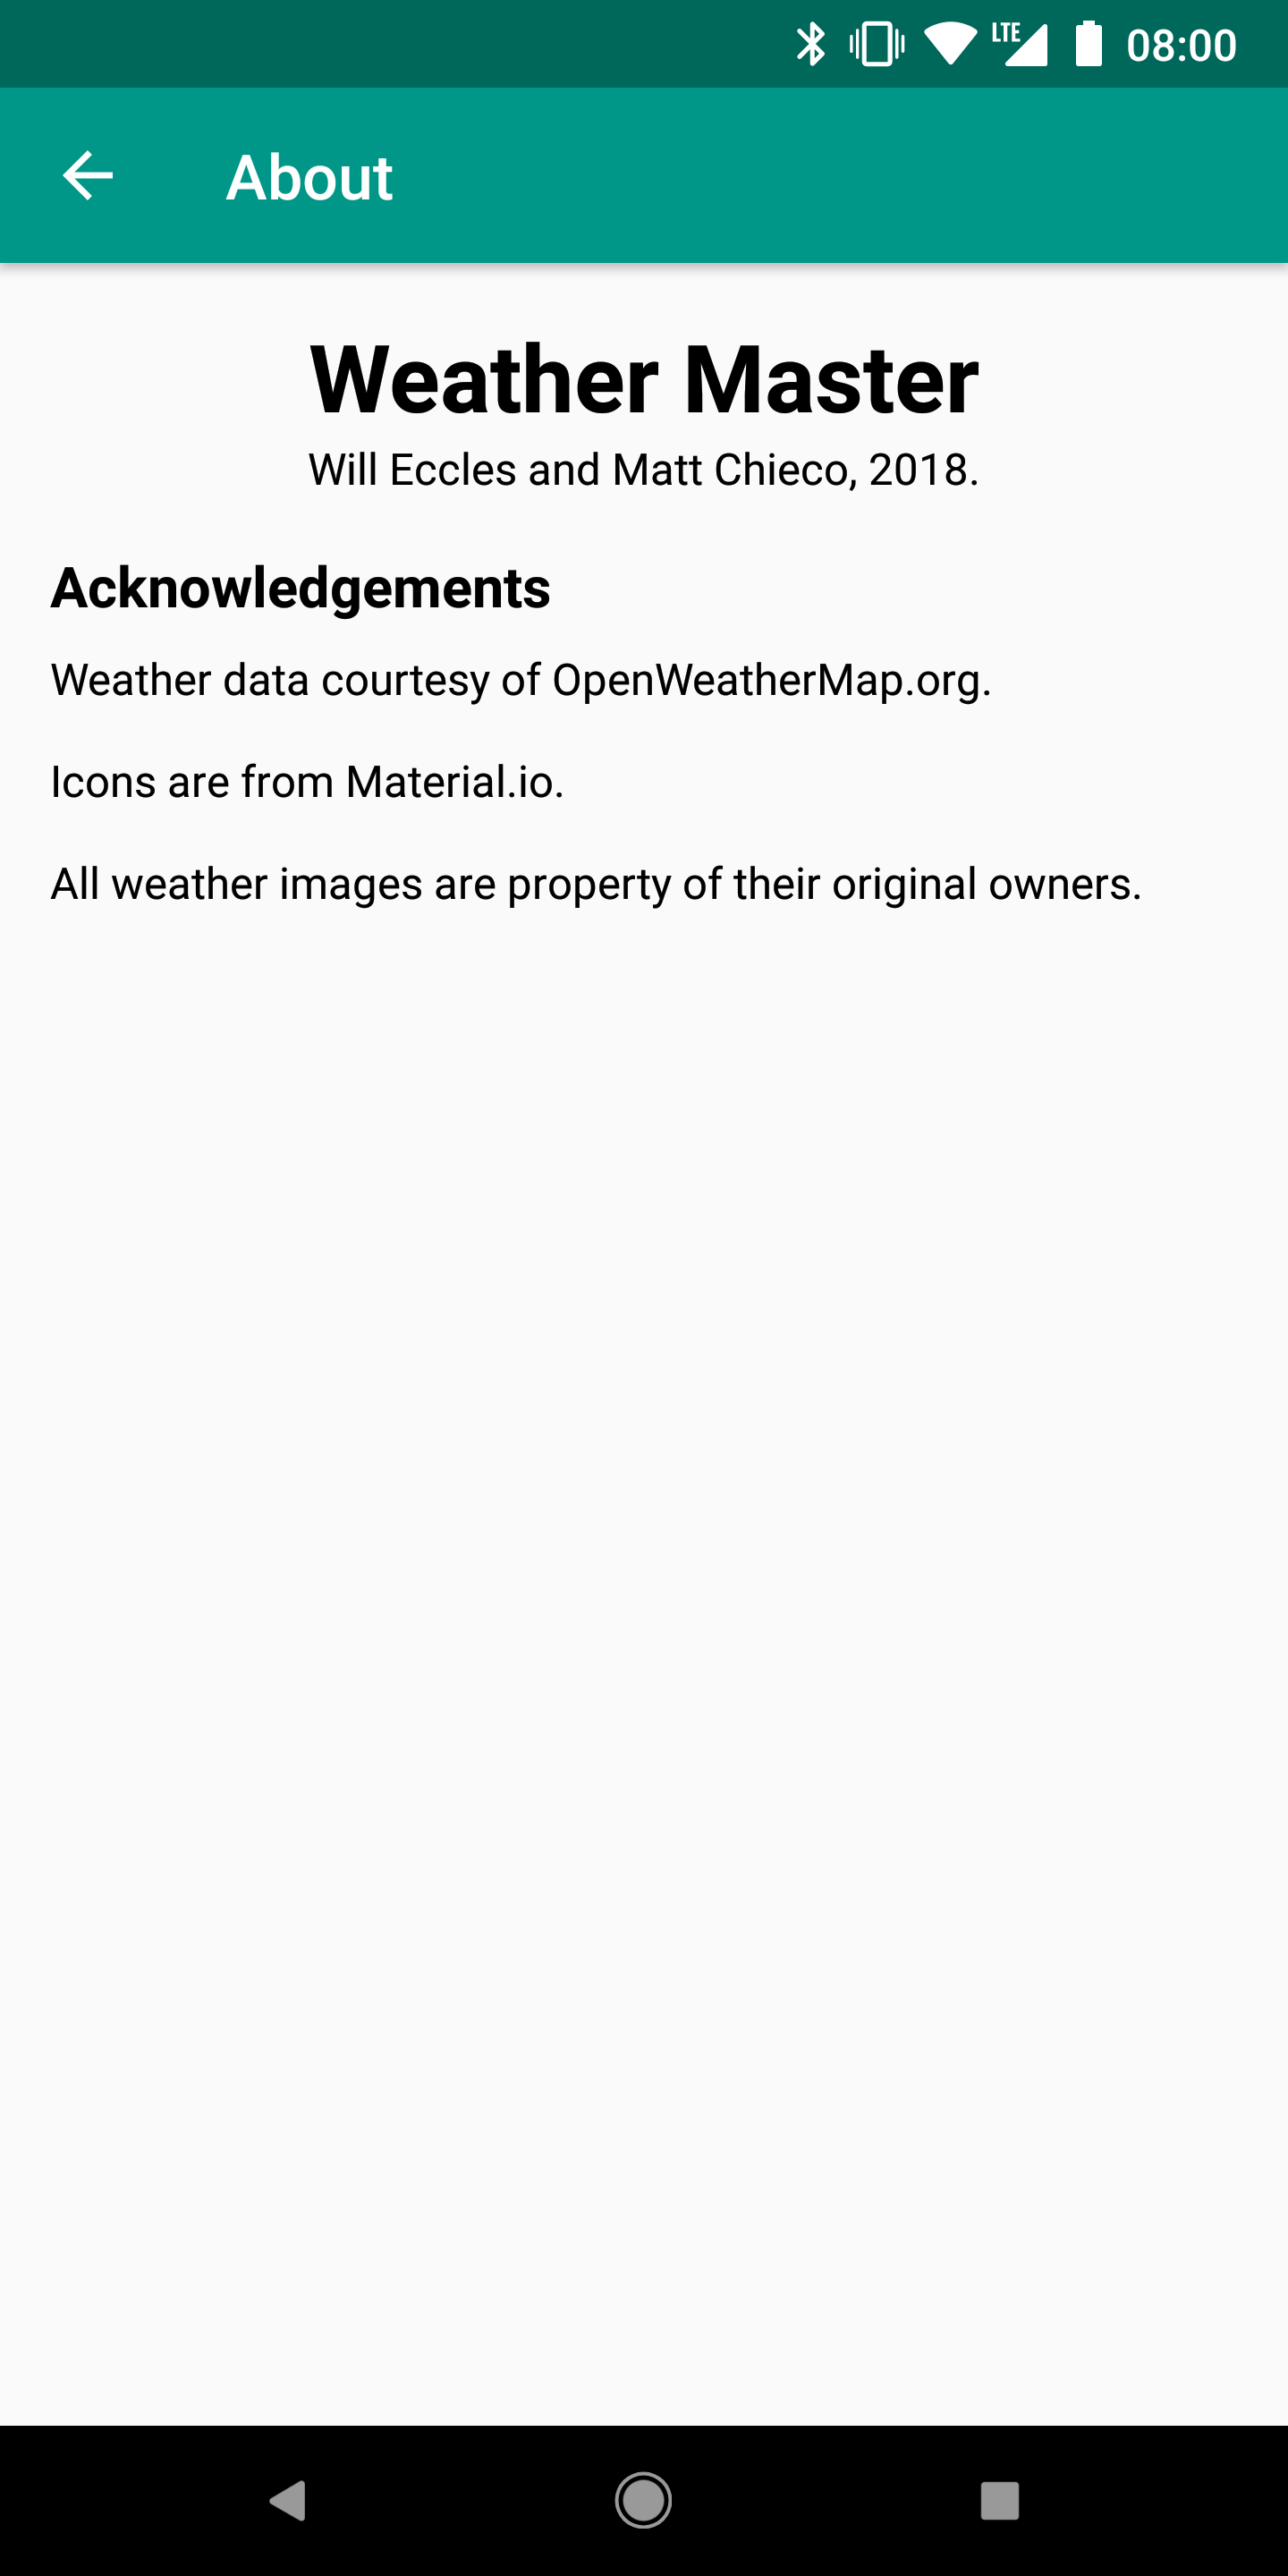 LTE 08:00
About
Weather Master
Will Eccles and Matt Chieco, 2018.
Acknowledgements
Weather data courtesy of OpenWeatherMap.org.
Icons are from Material.io.
All weather images are property of their original owners.